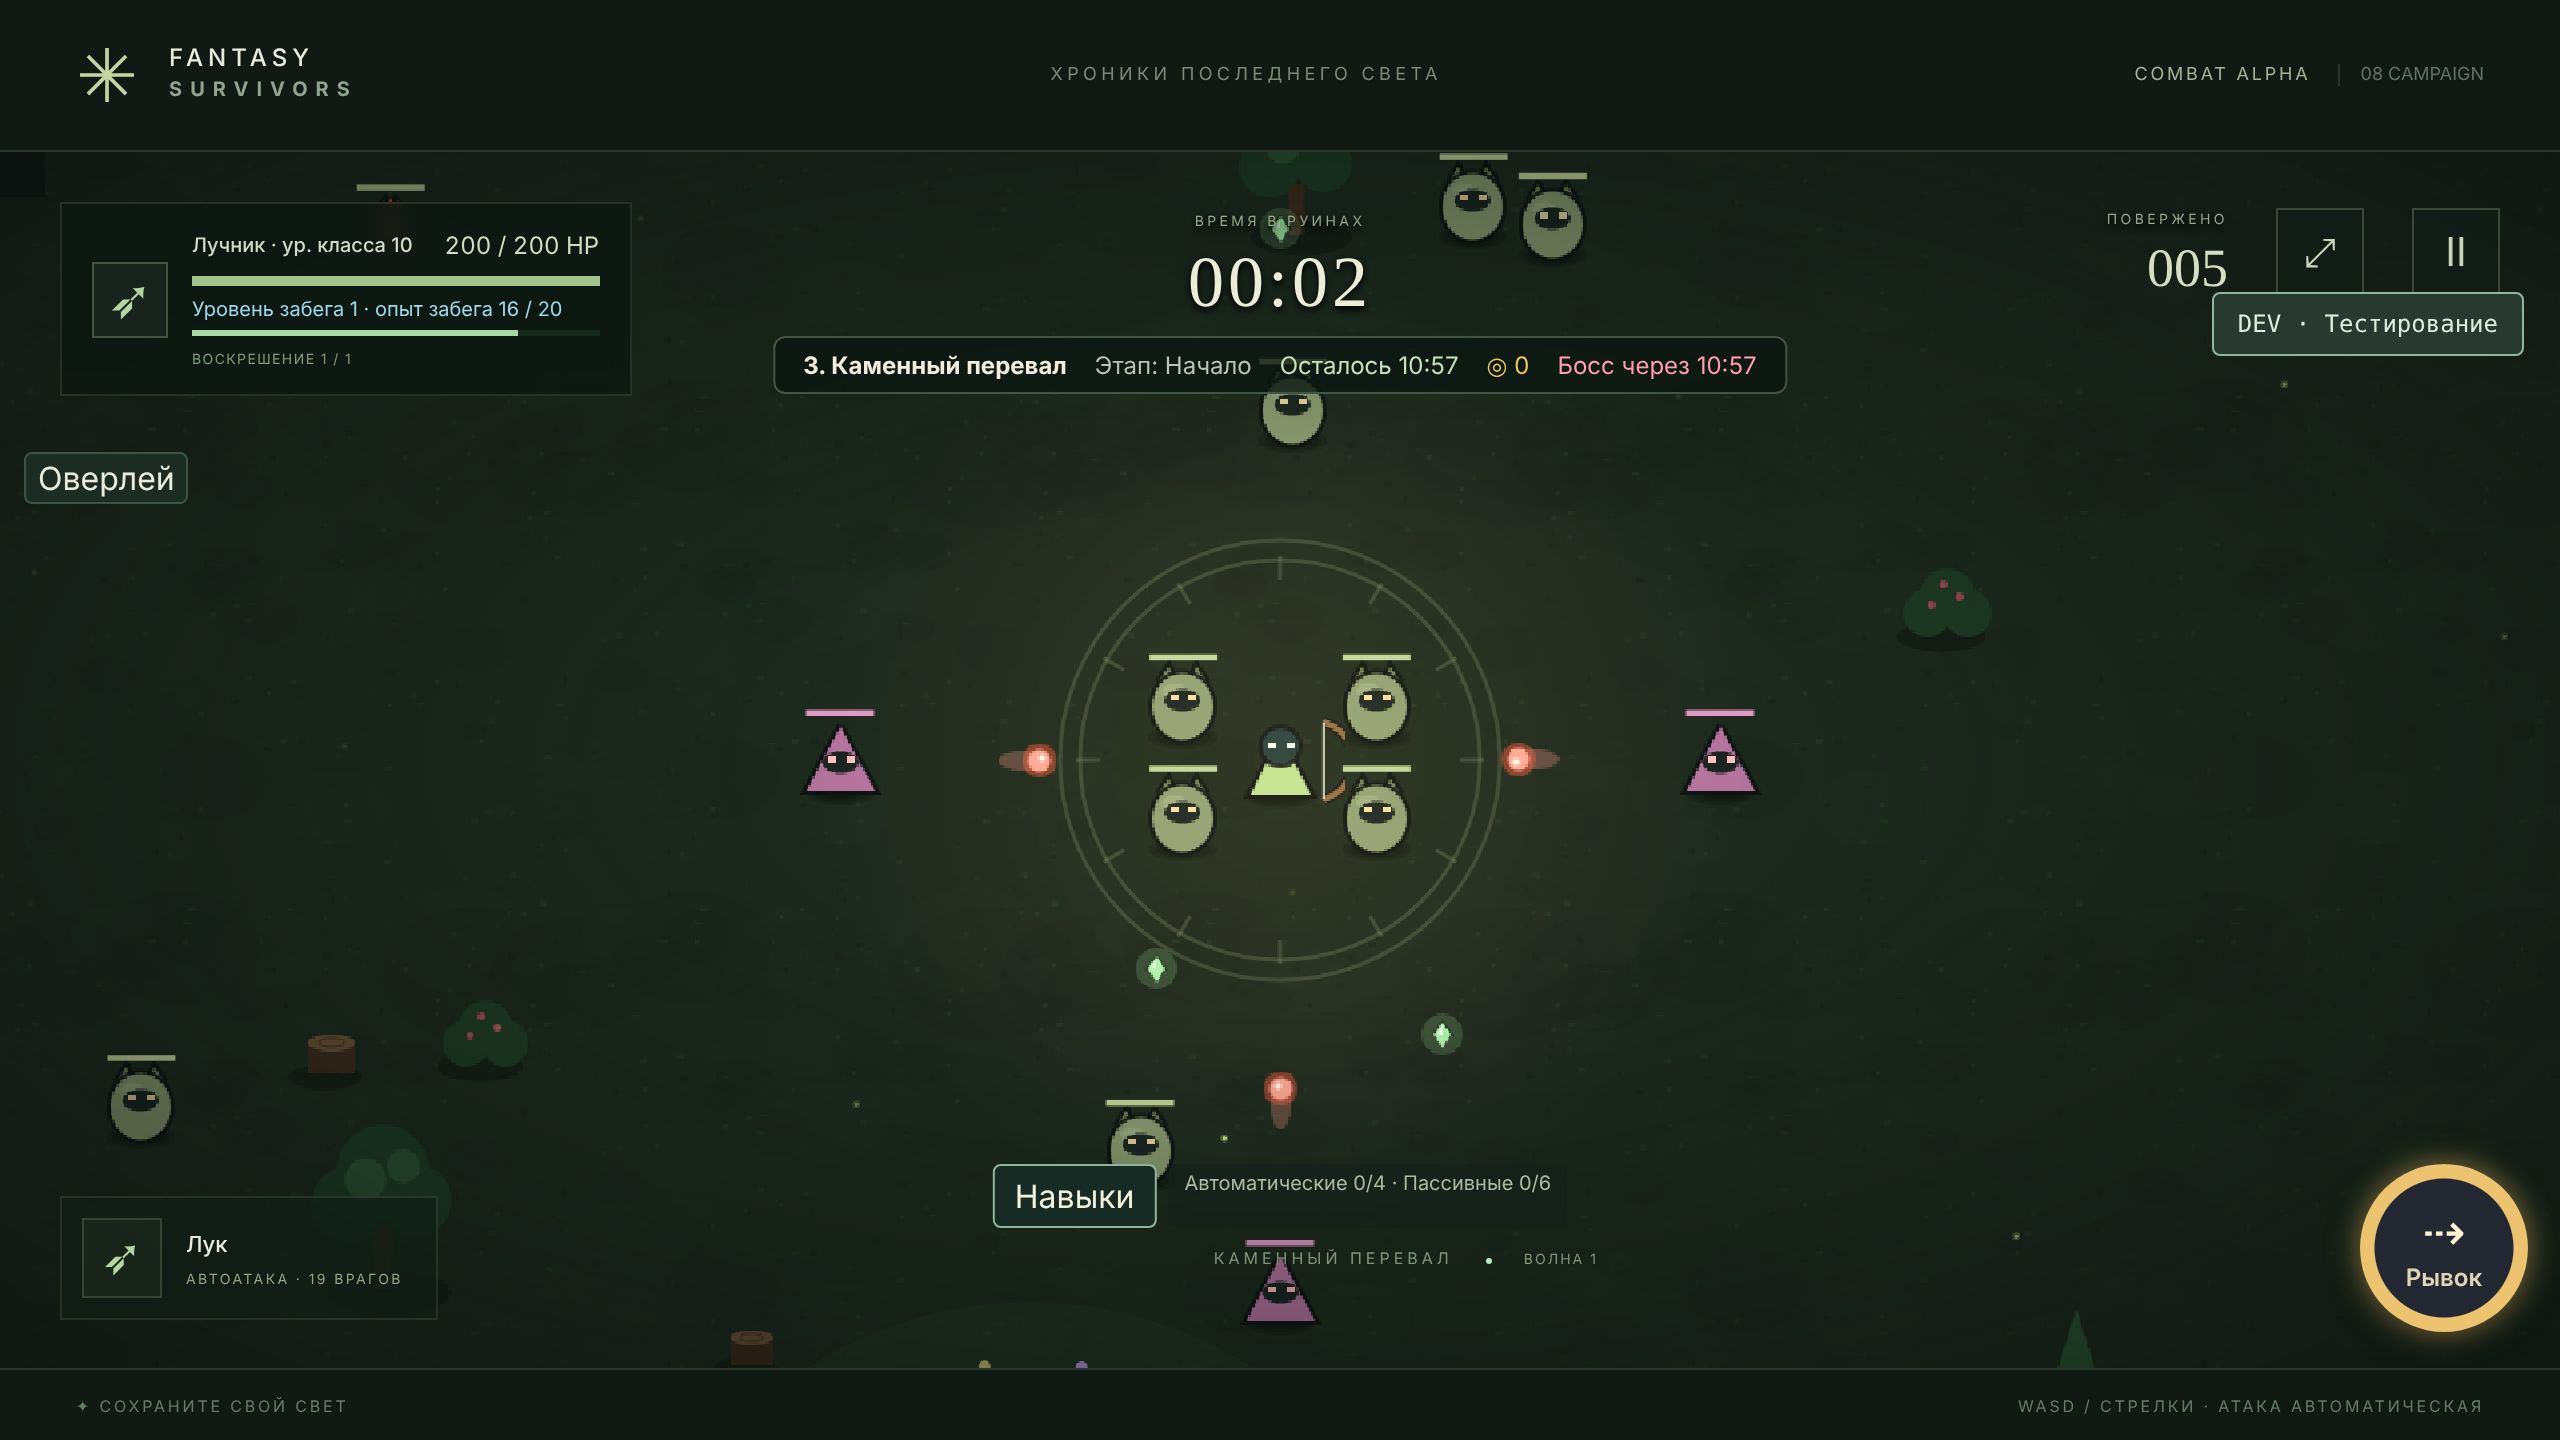 FANTASY
SURVIVORS
ХРОНИКИ ПОСЛЕДНЕГО СВЕТА
COMBAT ALPHA
08 CAMPAIGN
Лучник · ур. класса 10
200 / 200 HP
Уровень забега 1 · опыт забега 16 / 20
ВОСКРЕШЕНИЕ 1 / 1
ВРЕМЯ В РУИНАХ
00:02
3. Каменный перевал Этап: Начало Осталось 10:57 ◎ 0 Босс через 10:57
ПОВЕРЖЕНО
005
DEV · Тестирование
Оверлей
Навыки
Автоматические 0/4 · Пассивные 0/6
КАМЕННЫЙ ПЕРЕВАЛ • ВОЛНА 1
Лук
АВТОАТАКА · 19 ВРАГОВ
Рывок
✦ СОХРАНИТЕ СВОЙ СВЕТ
WASD / СТРЕЛКИ · АТАКА АВТОМАТИЧЕСКАЯ